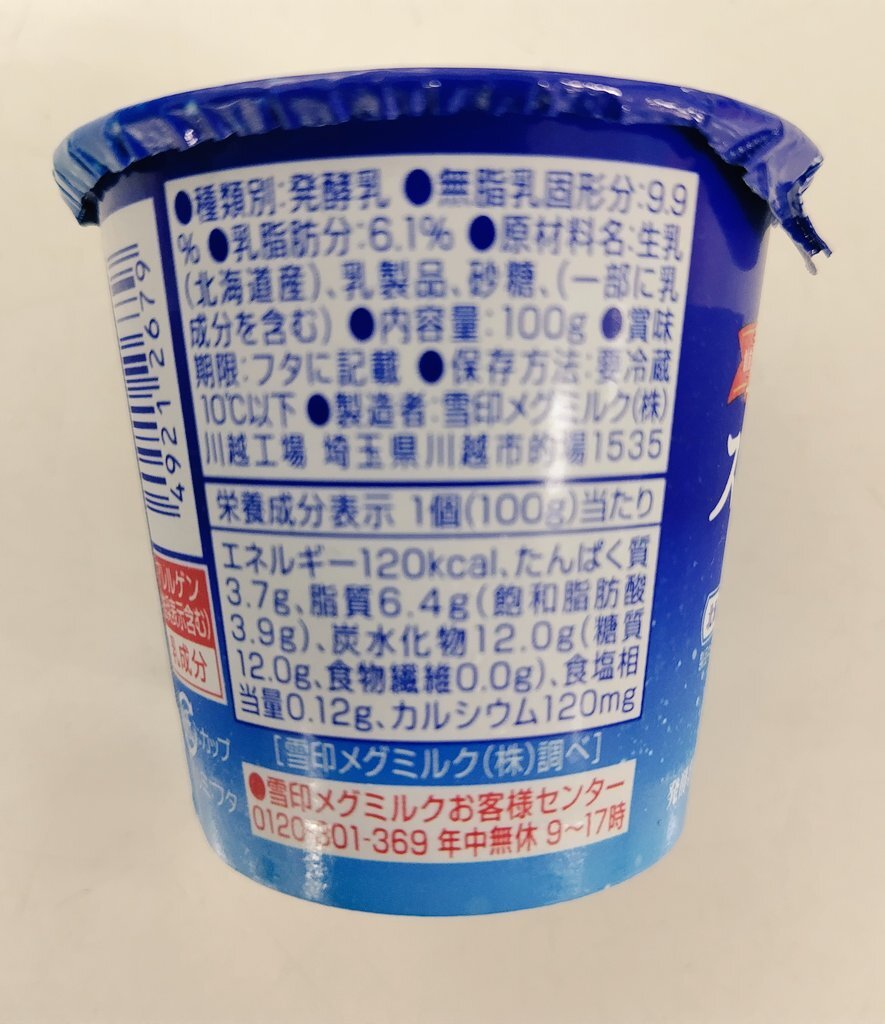 ●種類別:発酵乳 ●無脂乳固形分:9.9
% ●乳脂肪分:6.1% ●原材料名:生乳
(北海道産)、乳製品、砂糖、(一部に乳
成分を含む) ●内容量:100g ●賞味
期限:フタに記載 ●保存方法:要冷蔵
10℃以下 ●製造者:雪印メグミルク(株)
川越工場 埼玉県川越市的場1535
栄養成分表示 1個(100g)当たり
エネルギー120kcal、たんぱく質
3.7g、脂質6.4g(飽和脂肪酸
3.9g)、炭水化物12.0g(糖質
12.0g、食物繊維0.0g)、食塩相
当量0.12g、カルシウム120mg
[雪印メグミルク(株)調べ]
●雪印メグミルクお客様センター
0120-301-369 年中無休 9〜17時
レルゲン
表示含む)
乳成分
カップ
フタ